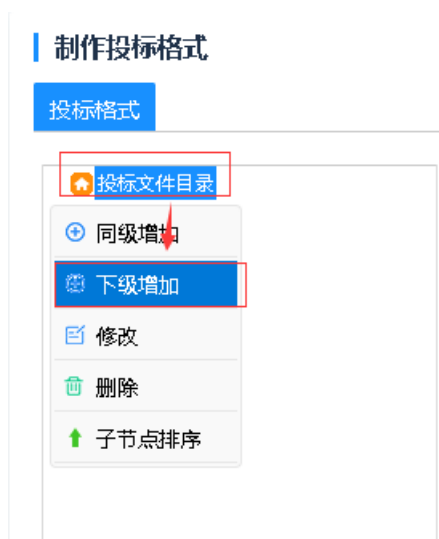 制作投标格式
投标格式
投标文件目录
同级增加
下级增加
修改
删除
子节点排序